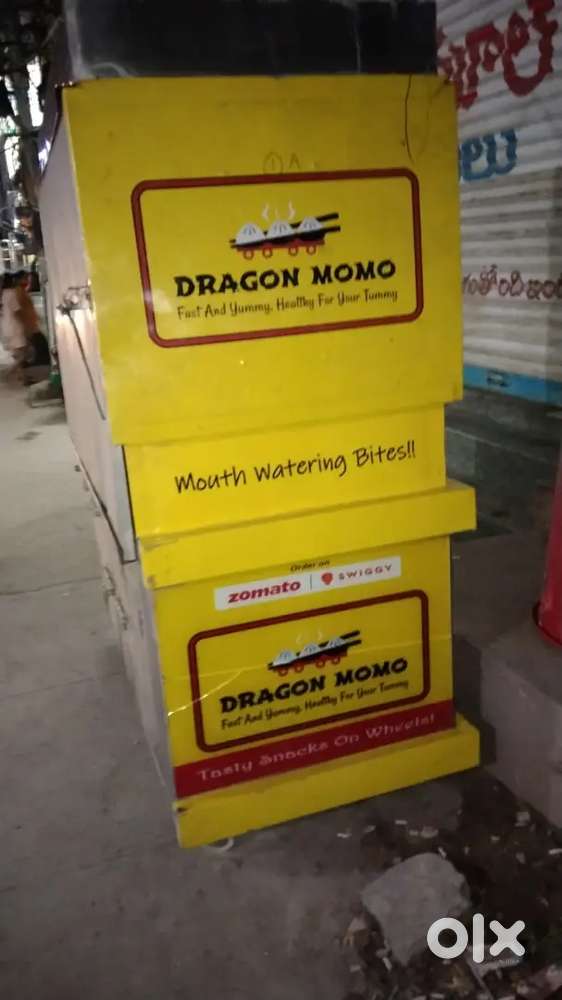 ① A
DRAGON MOMO
Fast And Yummy, Healthy For Your Tummy
Mouth Watering Bites!!
Order on
zomato | SWIGGY
DRAGON MOMO
Fast And Yummy, Healthy For Your Tummy
Tasty Snacks On Wheels!
olx